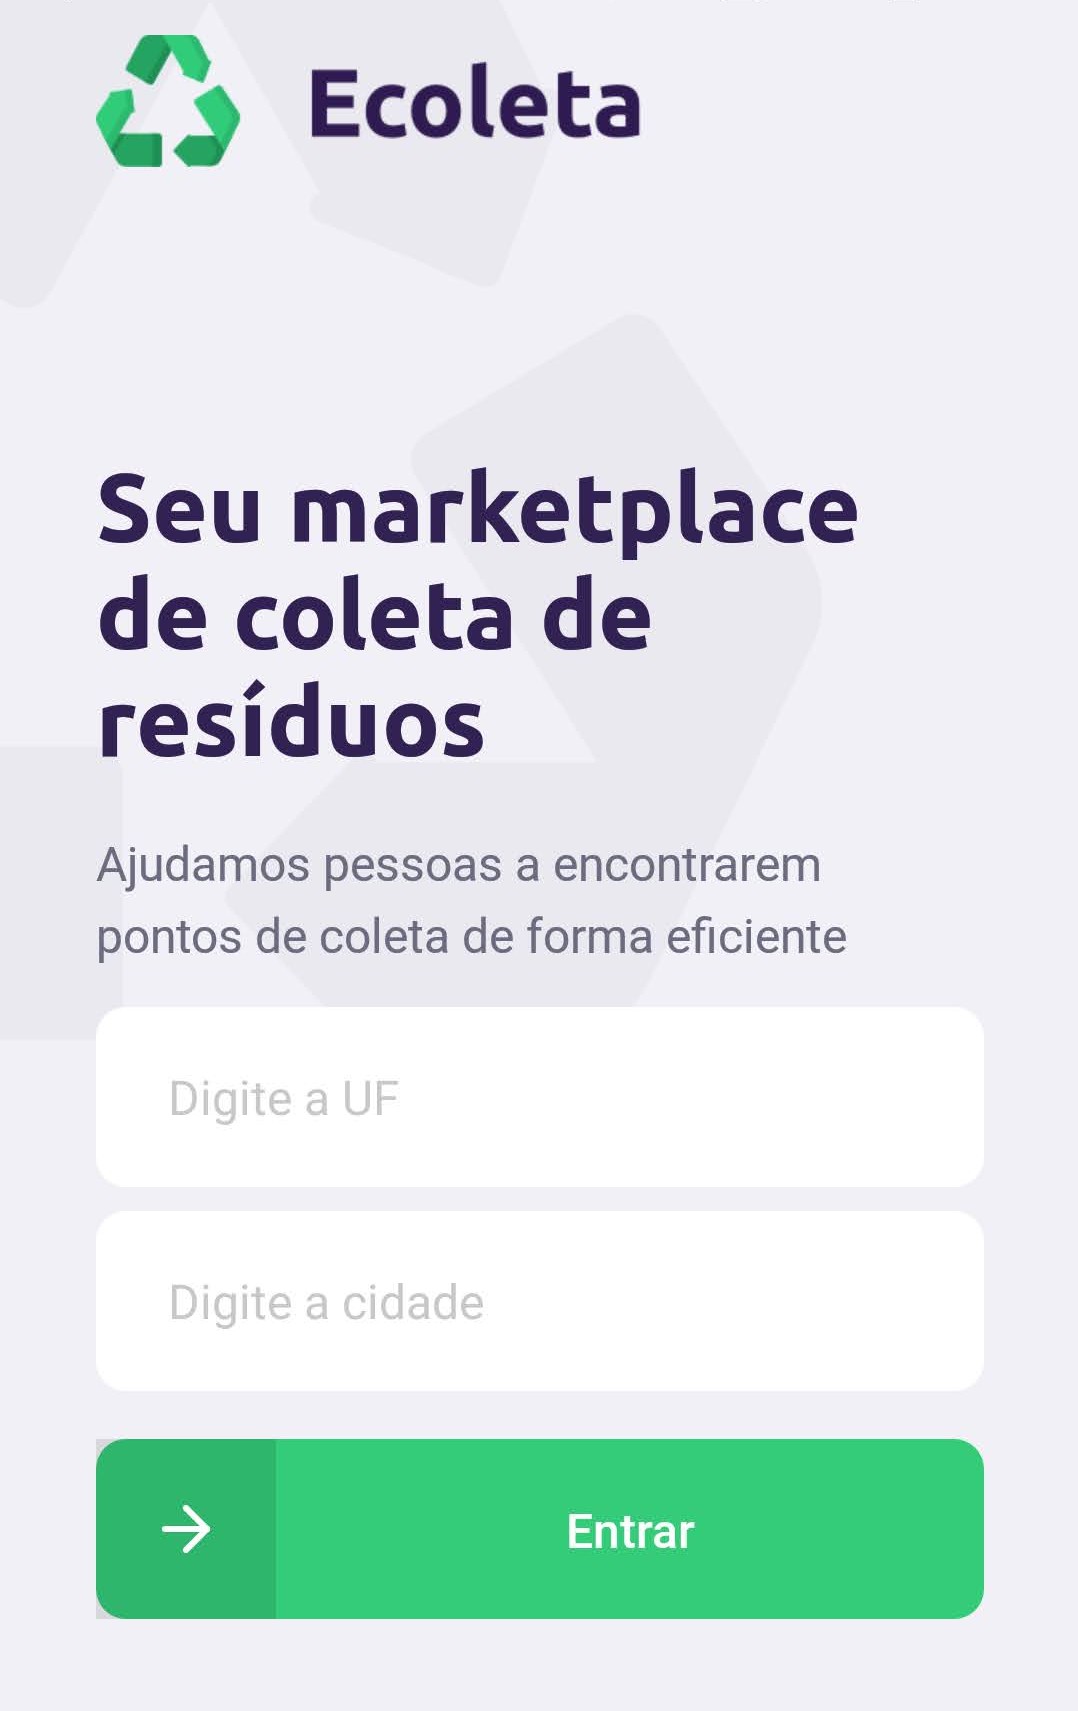 Ecoleta
Seu marketplace
de coleta de
resíduos
Ajudamos pessoas a encontrarem
pontos de coleta de forma eficiente
Digite a UF
Digite a cidade
Entrar